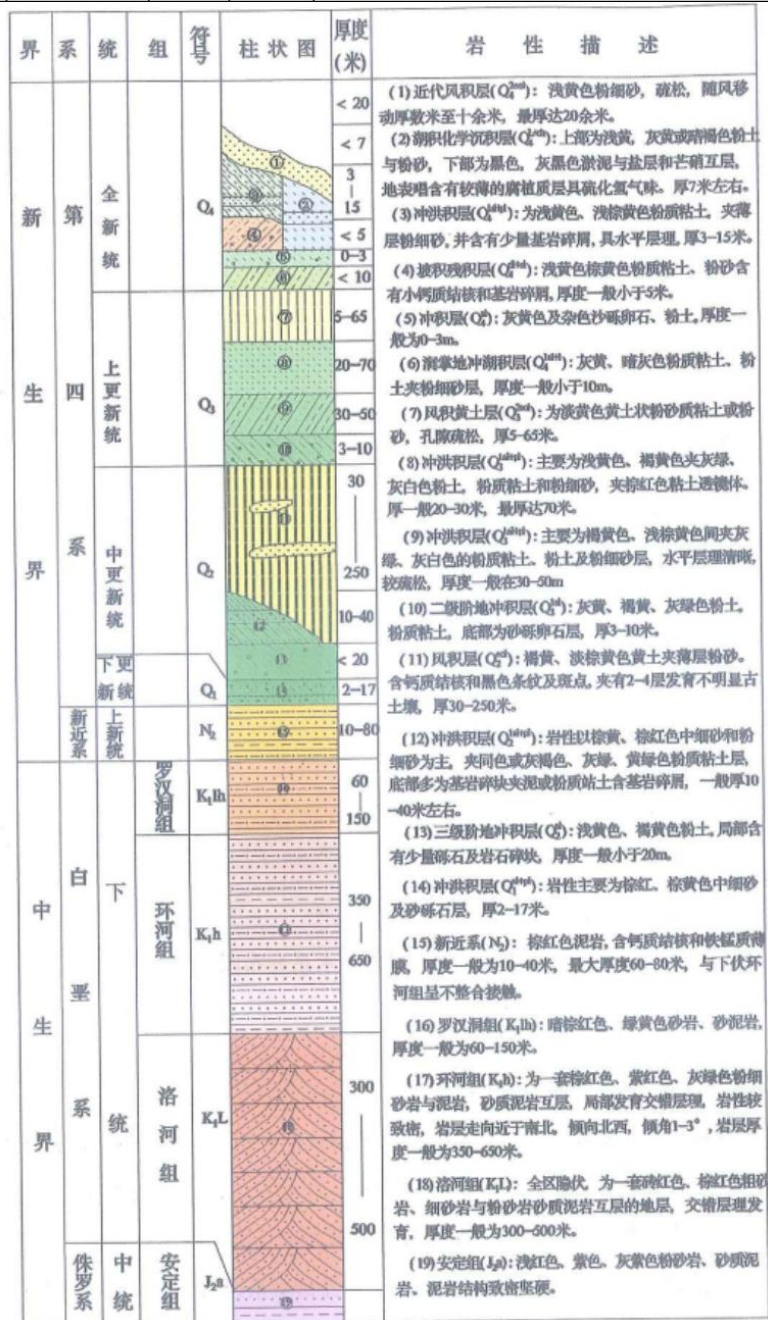 界 系 统 组 符号 柱状图 厚度(米) 岩性描述
新生界
第四系
全新统
Q₄
上更新统
Q₃
中更新统
Q₂
下更新统
Q₁
新近系
上新统
N₂
中生界
白垩系
下统
罗汉洞组
K₁lh
环河组
K₁h
洛河组
K₁L
侏罗系
中统
安定组
J₂a
①
④
⑦
⑧
⑨
⑩
12
13
< 20
< 7
3
15
< 5
0-3
< 10
5-65
20-70
30-50
3-10
30
250
10-40
< 20
2-17
10-80
60
150
350
650
300
500
(1)近代风积层: 浅黄色粉细砂，疏松，随风移
动厚数米至十余米，最厚达20余米。
(2)湖积化学沉积层: 上部为浅黄，灰黄或暗褐色粉土
与粉砂，下部为黑色，灰黑色淤泥与盐层和芒硝互层，
地表唱含有较薄的腐植质层具硫化氢气味。厚7米左右。
(3)冲洪积层: 为浅黄色、浅棕黄色粉质粘土，夹薄
层粉细砂，并含有少量基岩碎屑，具水平层理，厚3-15米。
(4)坡积残积层: 浅黄色棕黄色粉质粘土、粉砂含
有小钙质结核和基岩碎屑，厚度一般小于5米。
(5)冲积层: 灰黄色及杂色沙砾卵石、粉土，厚度一
般为0-3m。
(6)涧掌地冲湖积层: 灰黄、暗灰色粉质粘土、粉
土夹粉细砂层，厚度一般小于10m。
(7)风积黄土层: 为淡黄色黄土状粉砂质粘土或粉
砂，孔隙疏松，厚5-65米。
(8)冲洪积层: 主要为浅黄色、褐黄色夹灰绿、
灰白色粉土，粉质粘土和粉细砂，夹棕红色粘土透镜体。
厚一般20-30米，最厚达70米。
(9)冲洪积层: 主要为褐黄色、浅棕黄色间夹灰
绿、灰白色的粉质粘土、粉土及粉细砂层，水平层理清晰，
较疏松，厚度一般在30-50m
(10)二级阶地冲积层: 灰黄、褐黄、灰绿色粉土。
粉质粘土，底部为砂砾卵石层，厚3-10米。
(11)风积层: 褐黄、淡棕黄色黄土夹薄层粉砂。
含钙质结核和黑色条纹及斑点，夹有2-4层发育不明显古
土壤，厚30-250米。
(12)冲洪积层: 岩性以棕黄、棕红色中细砂和粉
细砂为主，夹同色或灰褐色、灰绿、黄绿色粉质粘土层，
底部多为基岩碎块夹泥或粉质站土含基岩碎屑，一般厚10
-40米左右。
(13)三级阶地冲积层: 浅黄色、褐黄色粉土，局部含
有少量砾石及岩石碎块，厚度一般小于20m。
(14)冲洪积层: 岩性主要为棕红、棕黄色中细砂
及砂砾石层，厚2-17米。
(15)新近系(N₂): 棕红色泥岩，含钙质结核和铁锰质薄
膜，厚度一般为10-40米，最大厚度60-80米，与下伏环
河组呈不整合接触。
(16)罗汉洞组(K₁lh): 暗棕红色、绿黄色砂岩、砂泥岩，
厚度一般为60-150米。
(17)环河组(K₁h): 为一套棕红色、紫红色、灰绿色粉细
砂岩与泥岩，砂质泥岩互层，局部发育交错层理，岩性较
致密，岩层走向近于南北，倾向北西，倾角1-3°，岩层厚
度一般为350-650米。
(18)洛河组(K₁L): 全区隐伏，为一套砖红色、棕红色粗砂
岩、细砂岩与粉砂岩砂质泥岩互层的地层，交错层理发
育，厚度一般为300-500米。
(19)安定组(J₂a): 浅红色、紫色、灰紫色粉砂岩、砂质泥
岩、泥岩结构致密坚硬。